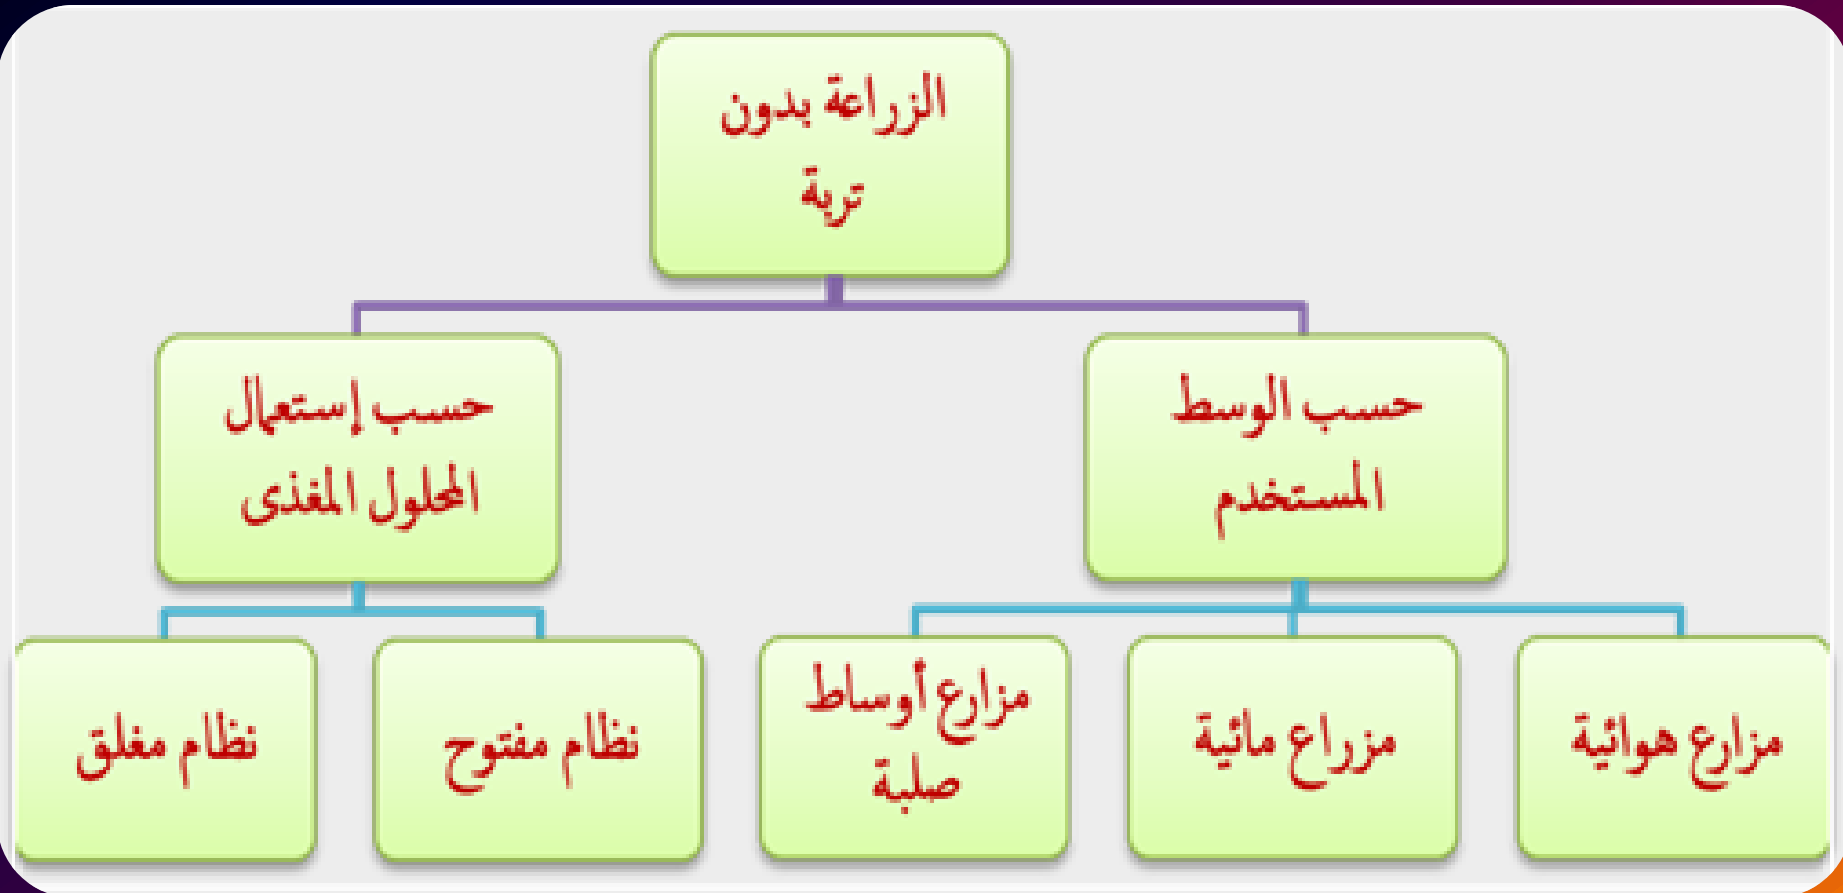 الزراعة بدون
تربة
حسب الوسط
المستخدم
حسب إستعمال
المحلول المغذى
مزارع هوائية
مزراع مائية
مزارع أوساط
صلبة
نظام مفتوح
نظام مغلق